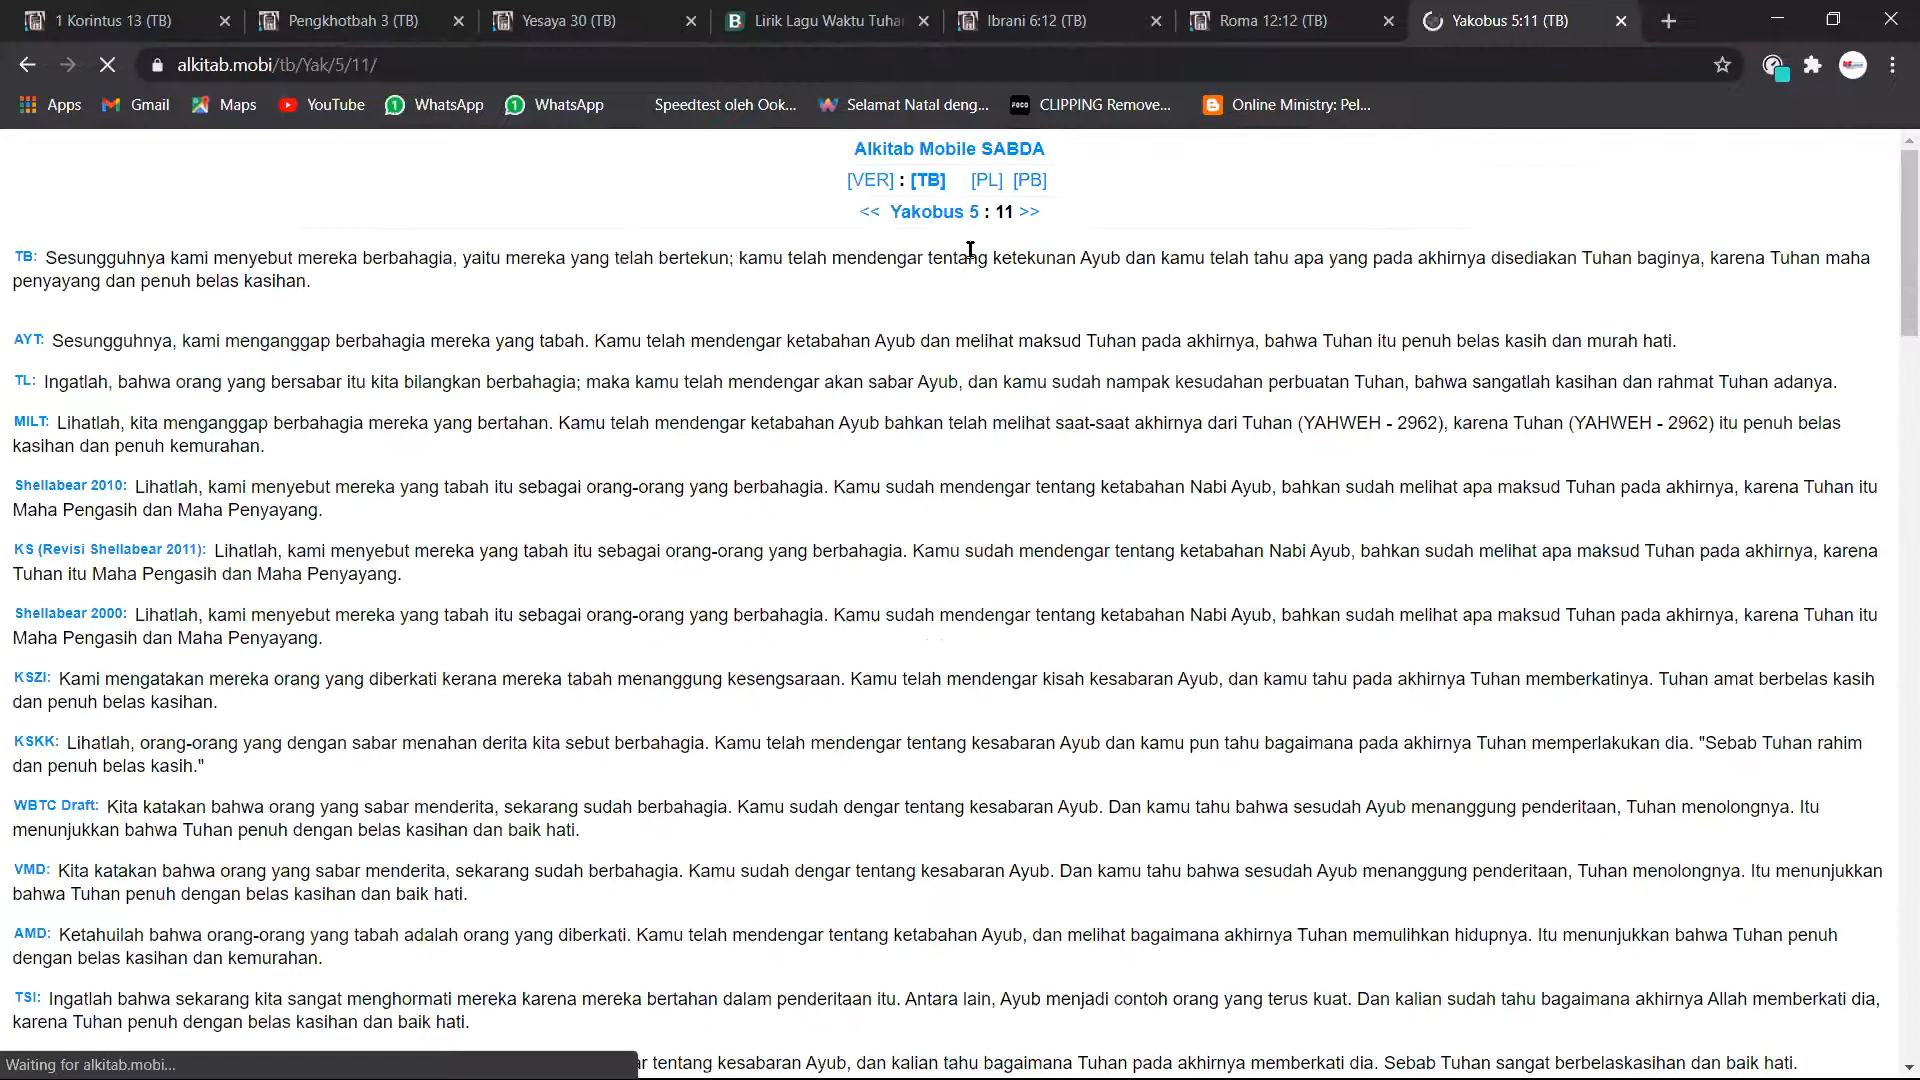 1 Korintus 13 (TB)
Pengkhotbah 3 (TB)
Yesaya 30 (TB)
Lirik Lagu Waktu Tuha
Ibrani 6:12 (TB)
Roma 12:12 (TB)
Yakobus 5:11 (TB)
alkitab.mobi/tb/Yak/5/11/
Apps
Gmail
Maps
YouTube
WhatsApp
WhatsApp
Speedtest oleh Ook...
Selamat Natal deng...
CLIPPING Remove...
Online Ministry: Pel...
Alkitab Mobile SABDA
[VER] : [TB] [PL] [PB]
<< Yakobus 5 : 11 >>
TB: Sesungguhnya kami menyebut mereka berbahagia, yaitu mereka yang telah bertekun; kamu telah mendengar tentang ketekunan Ayub dan kamu telah tahu apa yang pada akhirnya disediakan Tuhan baginya, karena Tuhan maha
penyayang dan penuh belas kasihan.
AYT: Sesungguhnya, kami menganggap berbahagia mereka yang tabah. Kamu telah mendengar ketabahan Ayub dan melihat maksud Tuhan pada akhirnya, bahwa Tuhan itu penuh belas kasih dan murah hati.
TL: Ingatlah, bahwa orang yang bersabar itu kita bilangkan berbahagia; maka kamu telah mendengar akan sabar Ayub, dan kamu sudah nampak kesudahan perbuatan Tuhan, bahwa sangatlah kasihan dan rahmat Tuhan adanya.
MILT: Lihatlah, kita menganggap berbahagia mereka yang bertahan. Kamu telah mendengar ketabahan Ayub bahkan telah melihat saat-saat akhirnya dari Tuhan (YAHWEH - 2962), karena Tuhan (YAHWEH - 2962) itu penuh belas
kasihan dan penuh kemurahan.
Shellabear 2010: Lihatlah, kami menyebut mereka yang tabah itu sebagai orang-orang yang berbahagia. Kamu sudah mendengar tentang ketabahan Nabi Ayub, bahkan sudah melihat apa maksud Tuhan pada akhirnya, karena Tuhan itu
Maha Pengasih dan Maha Penyayang.
KS (Revisi Shellabear 2011): Lihatlah, kami menyebut mereka yang tabah itu sebagai orang-orang yang berbahagia. Kamu sudah mendengar tentang ketabahan Nabi Ayub, bahkan sudah melihat apa maksud Tuhan pada akhirnya, karena
Tuhan itu Maha Pengasih dan Maha Penyayang.
Shellabear 2000: Lihatlah, kami menyebut mereka yang tabah itu sebagai orang-orang yang berbahagia. Kamu sudah mendengar tentang ketabahan Nabi Ayub, bahkan sudah melihat apa maksud Tuhan pada akhirnya, karena Tuhan itu
Maha Pengasih dan Maha Penyayang.
KSZI: Kami mengatakan mereka orang yang diberkati kerana mereka tabah menanggung kesengsaraan. Kamu telah mendengar kisah kesabaran Ayub, dan kamu tahu pada akhirnya Tuhan memberkatinya. Tuhan amat berbelas kasih
dan penuh belas kasihan.
KSKK: Lihatlah, orang-orang yang dengan sabar menahan derita kita sebut berbahagia. Kamu telah mendengar tentang kesabaran Ayub dan kamu pun tahu bagaimana pada akhirnya Tuhan memperlakukan dia. "Sebab Tuhan rahim
dan penuh belas kasih."
WBTC Draft: Kita katakan bahwa orang yang sabar menderita, sekarang sudah berbahagia. Kamu sudah dengar tentang kesabaran Ayub. Dan kamu tahu bahwa sesudah Ayub menanggung penderitaan, Tuhan menolongnya. Itu
menunjukkan bahwa Tuhan penuh dengan belas kasihan dan baik hati.
VMD: Kita katakan bahwa orang yang sabar menderita, sekarang sudah berbahagia. Kamu sudah dengar tentang kesabaran Ayub. Dan kamu tahu bahwa sesudah Ayub menanggung penderitaan, Tuhan menolongnya. Itu menunjukkan
bahwa Tuhan penuh dengan belas kasihan dan baik hati.
AMD: Ketahuilah bahwa orang-orang yang tabah adalah orang yang diberkati. Kamu telah mendengar tentang ketabahan Ayub, dan melihat bagaimana akhirnya Tuhan memulihkan hidupnya. Itu menunjukkan bahwa Tuhan penuh
dengan belas kasihan dan kemurahan.
TSI: Ingatlah bahwa sekarang kita sangat menghormati mereka karena mereka bertahan dalam penderitaan itu. Antara lain, Ayub menjadi contoh orang yang terus kuat. Dan kalian sudah tahu bagaimana akhirnya Allah memberkati dia,
karena Tuhan penuh dengan belas kasihan dan baik hati.
Waiting for alkitab.mobi...
ar tentang kesabaran Ayub, dan kalian tahu bagaimana Tuhan pada akhirnya memberkati dia. Sebab Tuhan sangat berbelaskasihan dan baik hati.